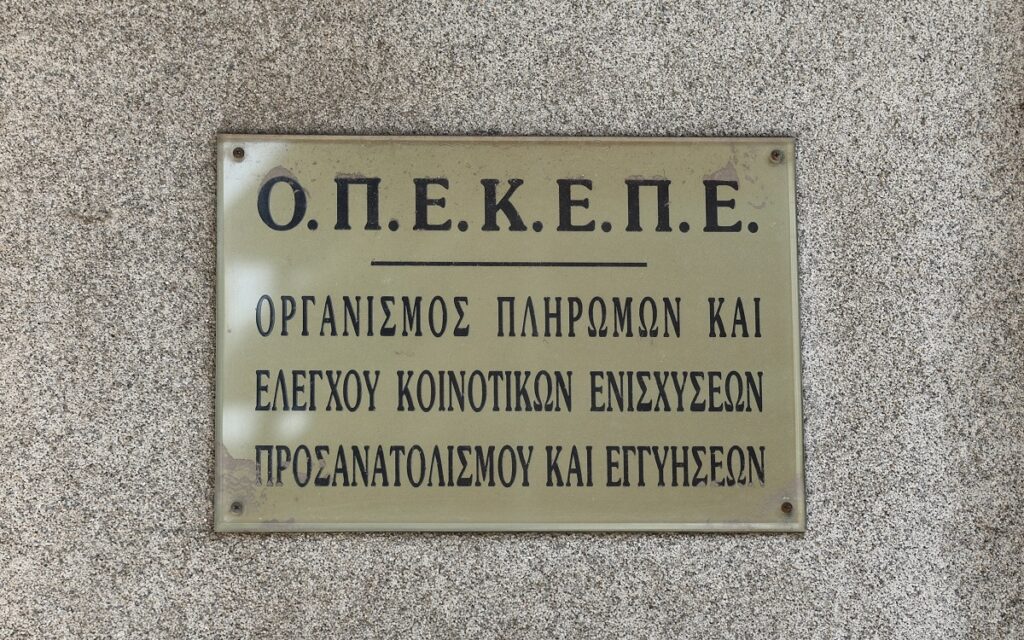 Ο.Π.Ε.Κ.Ε.Π.Ε.
ΟΡΓΑΝΙΣΜΟΣ ΠΛΗΡΩΜΩΝ ΚΑΙ
ΕΛΕΓΧΟΥ ΚΟΙΝΟΤΙΚΩΝ ΕΝΙΣΧΥΣΕΩΝ
ΠΡΟΣΑΝΑΤΟΛΙΣΜΟΥ ΚΑΙ ΕΓΓΥΗΣΕΩΝ